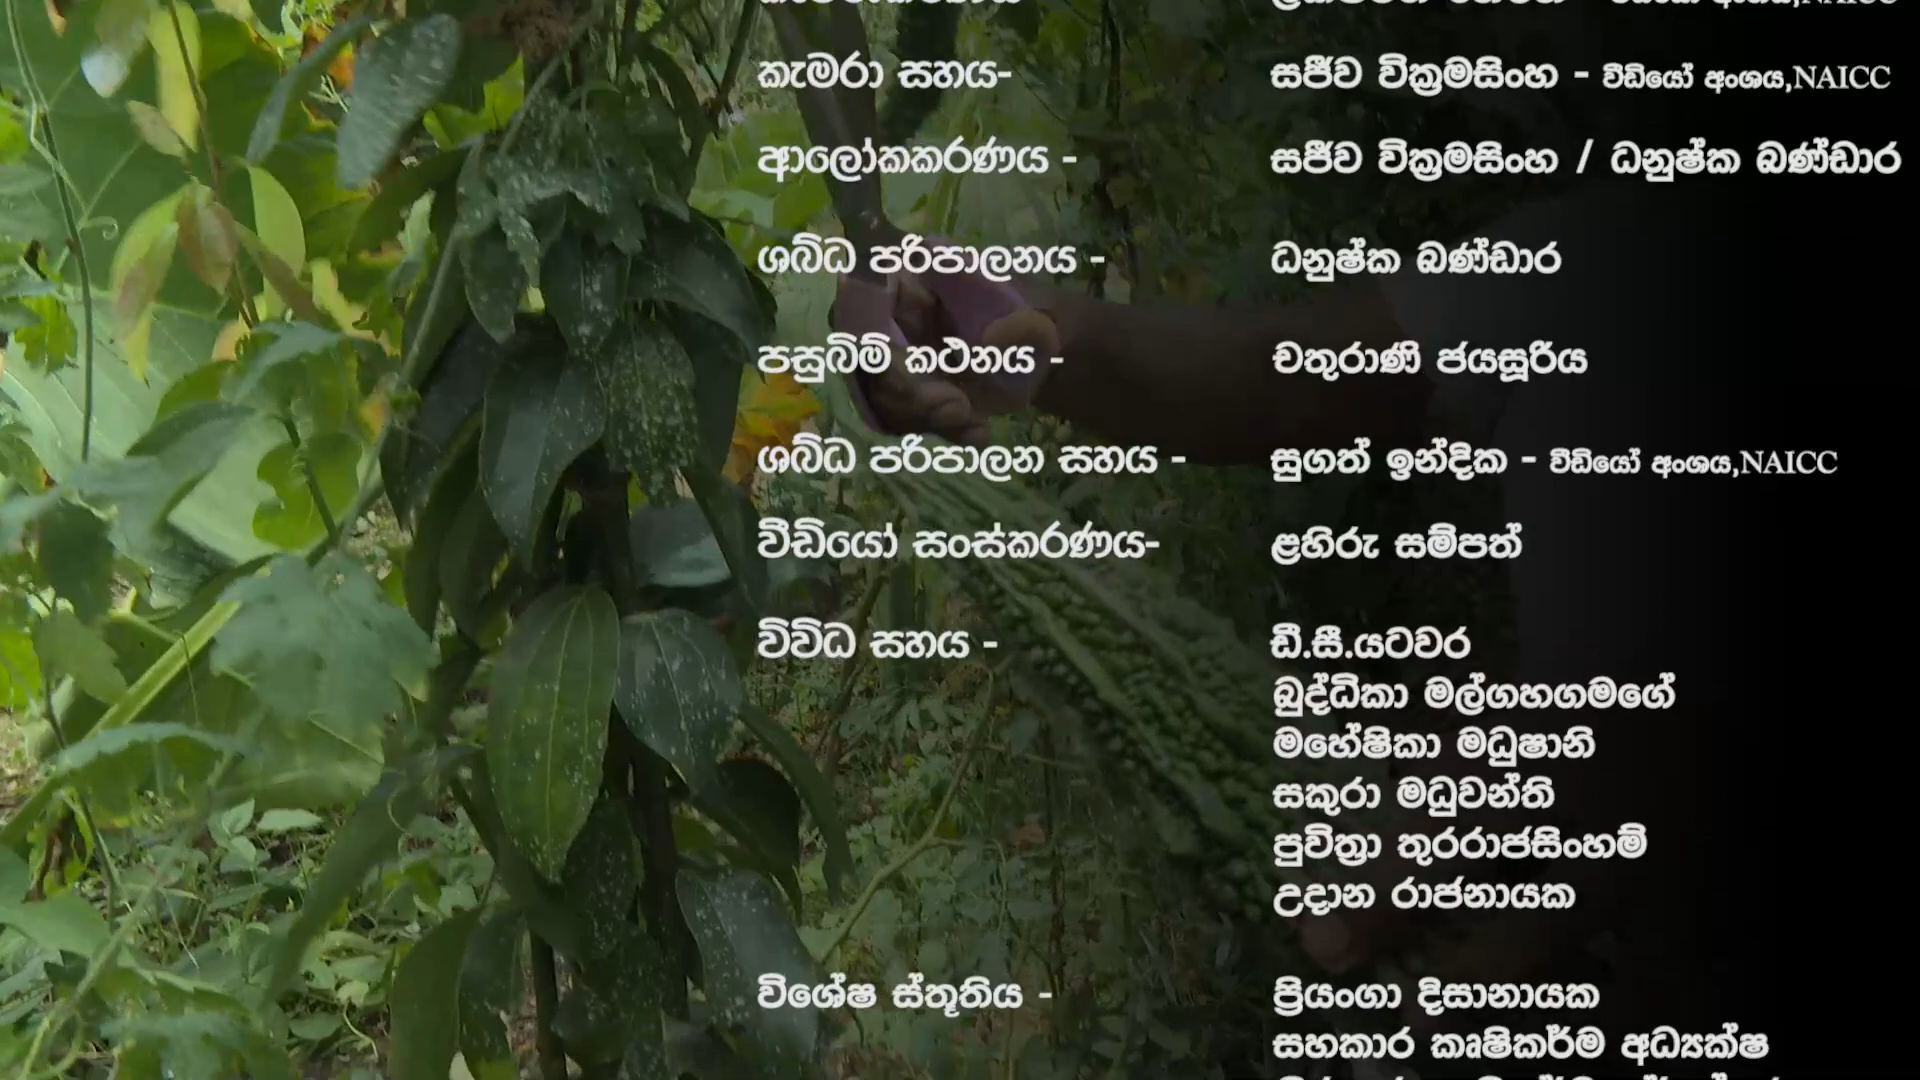 කැමරා සහය- සජීව වික්‍රමසිංහ - වීඩියෝ අංශය,NAICC
ආලෝකකරණය - සජීව වික්‍රමසිංහ / ධනුෂ්ක බණ්ඩාර
ශබ්ධ පරිපාලනය - ධනුෂ්ක බණ්ඩාර
පසුබිම් කථනය - චතුරාණි ජයසූරිය
ශබ්ධ පරිපාලන සහය - සුගත් ඉන්දික - වීඩියෝ අංශය,NAICC
වීඩියෝ සංස්කරණය- ළහිරු සම්පත්
විවිධ සහය - ඩී.සී.යටවර
බුද්ධිකා මල්ගහගමගේ
මහේෂිකා මධුෂානි
සකුරා මධුවන්ති
පුවිත්‍රා තුරරාජසිංහම්
උදාන රාජනායක
විශේෂ ස්තූතිය - ප්‍රියංගා දිසානායක
සහකාර කෘෂිකර්ම අධ්‍යක්ෂ